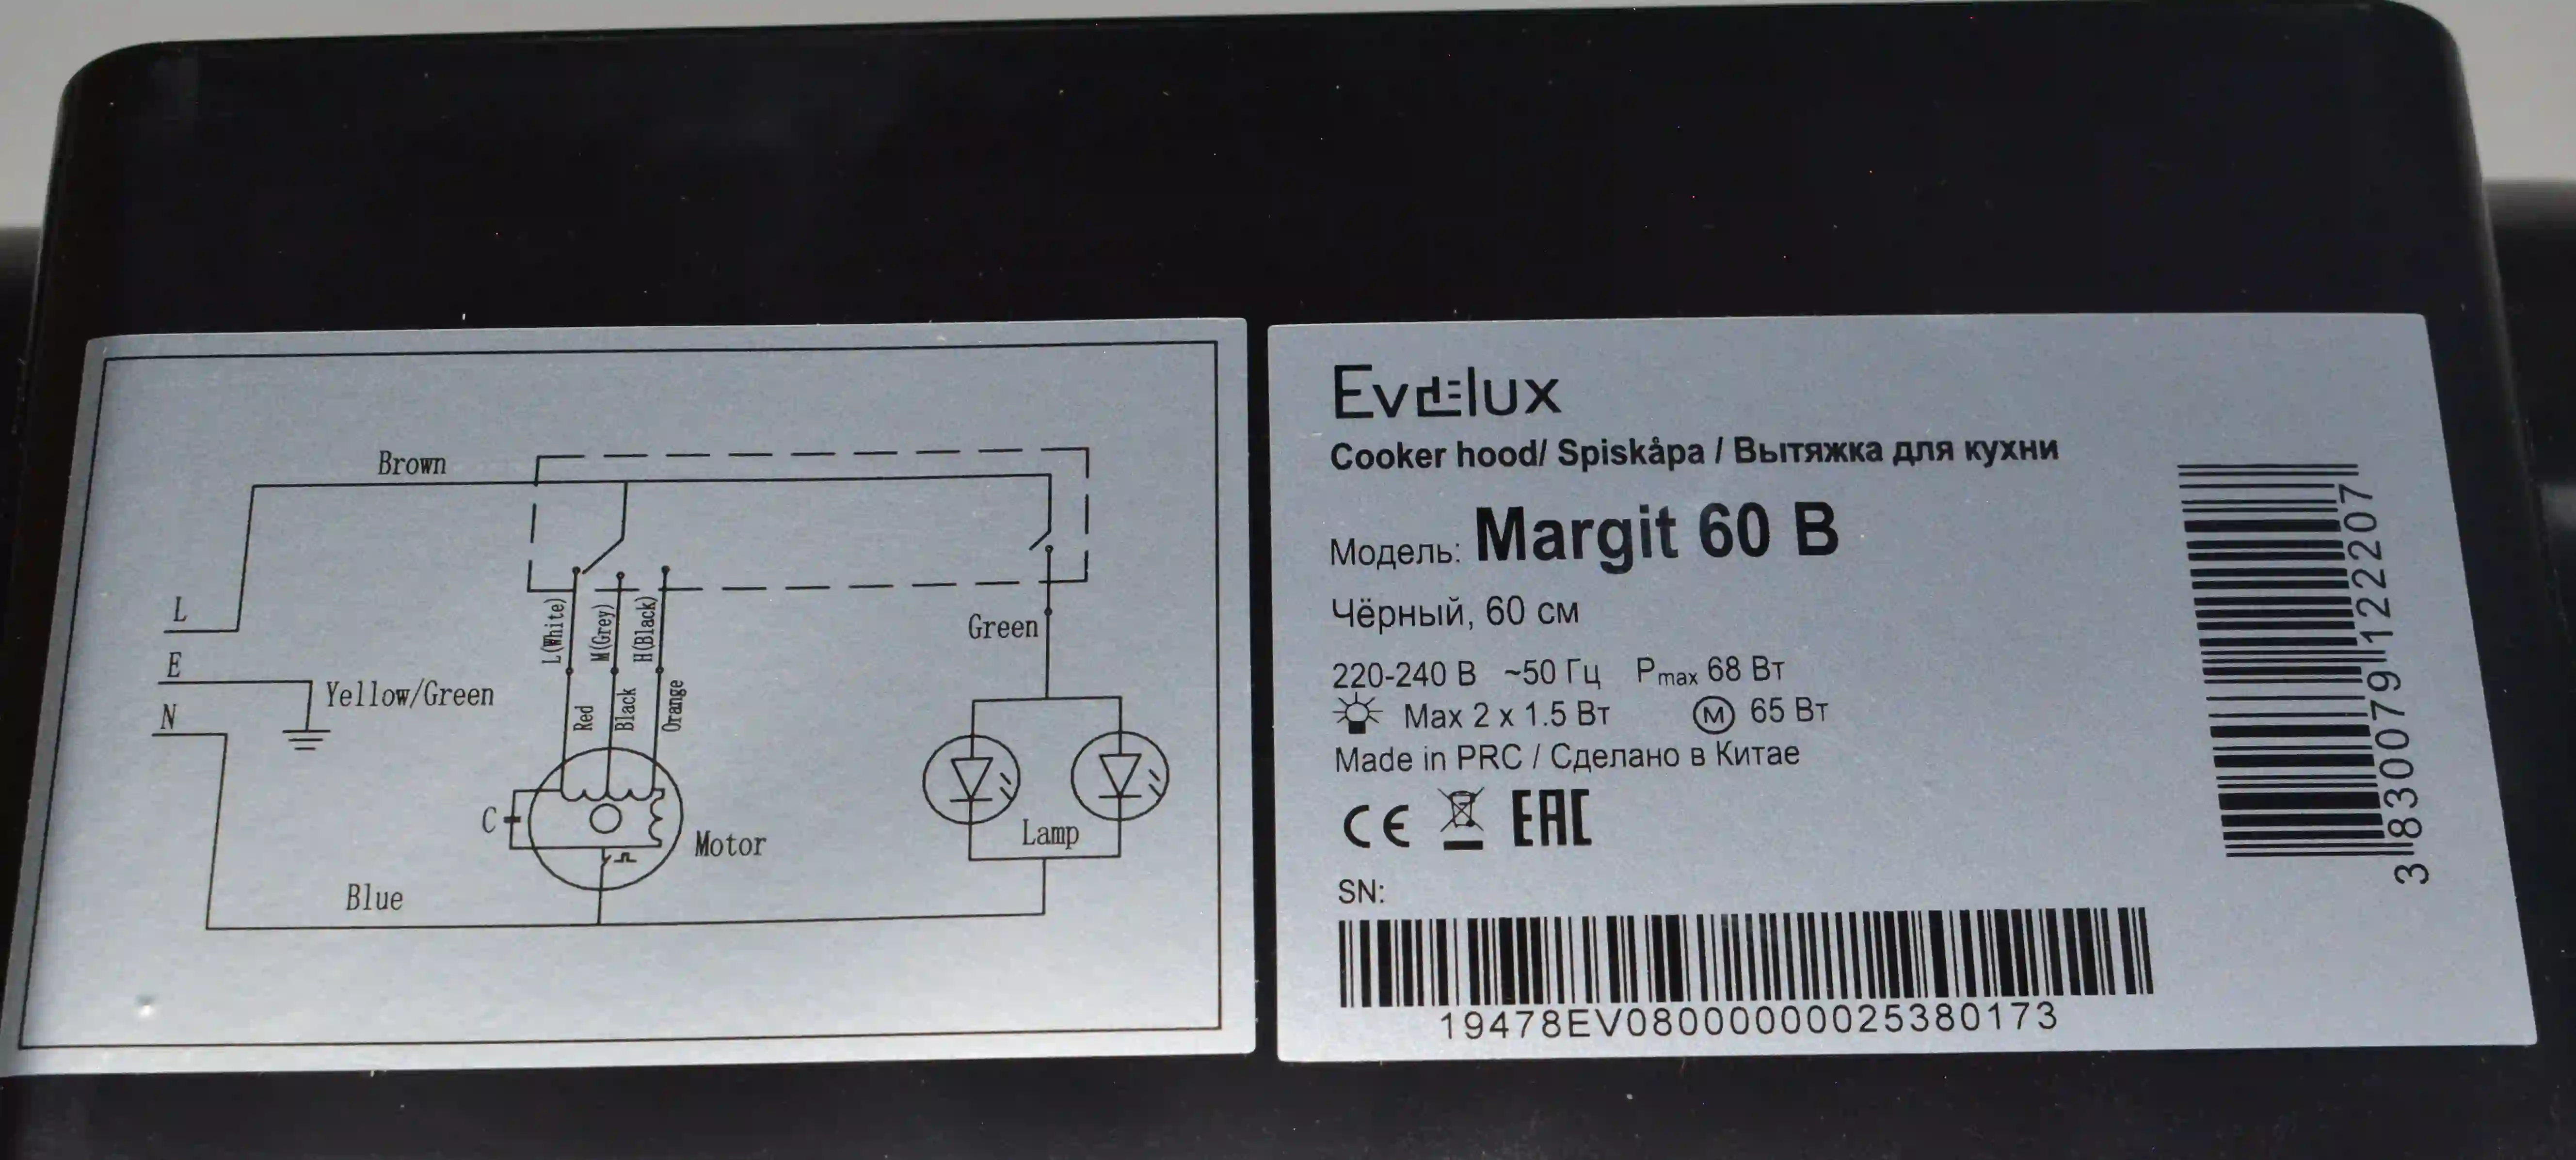 Brown
L
E
Yellow/Green
N
L(White)
M(Grey)
H(Black)
Red
Black
Orange
Green
C
Motor
Lamp
Blue
Evelux
Cooker hood/ Spiskåpa / Вытяжка для кухни
Модель: Margit 60 B
Чёрный, 60 см
220-240 В ~50 Гц Pmax 68 Вт
Max 2 x 1.5 Вт M 65 Вт
Made in PRC / Сделано в Китае
CE EAC
SN:
19478EV08000000025380173
3830079122207